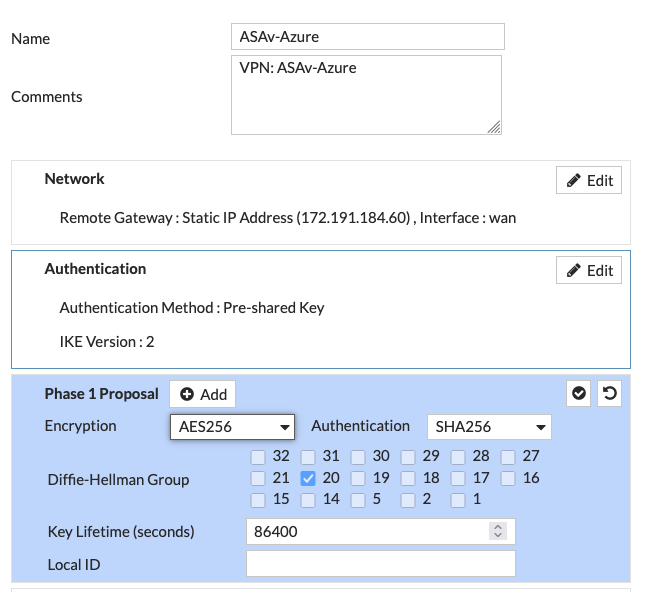 Name ASAv-Azure
Comments VPN: ASAv-Azure
Network Edit
Remote Gateway : Static IP Address (172.191.184.60) , Interface : wan
Authentication Edit
Authentication Method : Pre-shared Key
IKE Version : 2
Phase 1 Proposal Add
Encryption AES256 Authentication SHA256
Diffie-Hellman Group
32 31 30 29 28 27
21 20 19 18 17 16
15 14 5 2 1
Key Lifetime (seconds) 86400
Local ID